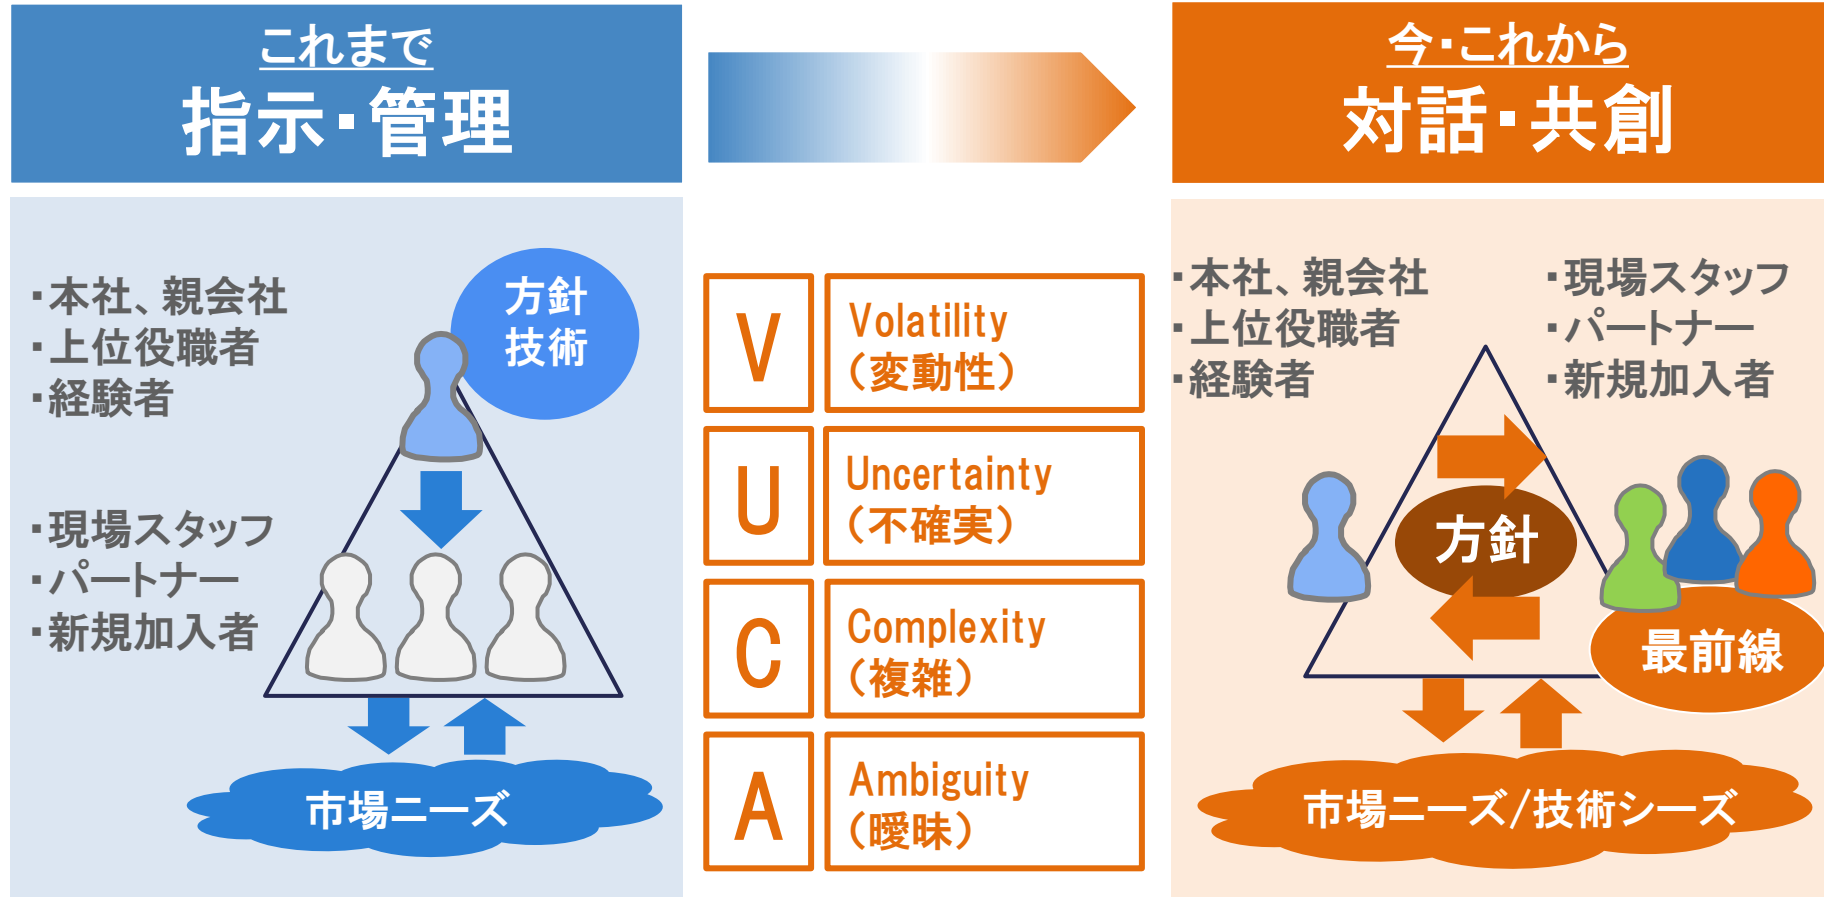 これまで
指示・管理
・本社、親会社
・上位役職者
・経験者
方針
技術
・現場スタッフ
・パートナー
・新規加入者
市場ニーズ
V
Volatility
（変動性）
U
Uncertainty
（不確実）
C
Complexity
（複雑）
A
Ambiguity
（曖昧）
今・これから
対話・共創
・本社、親会社
・上位役職者
・経験者
・現場スタッフ
・パートナー
・新規加入者
方針
最前線
市場ニーズ/技術シーズ